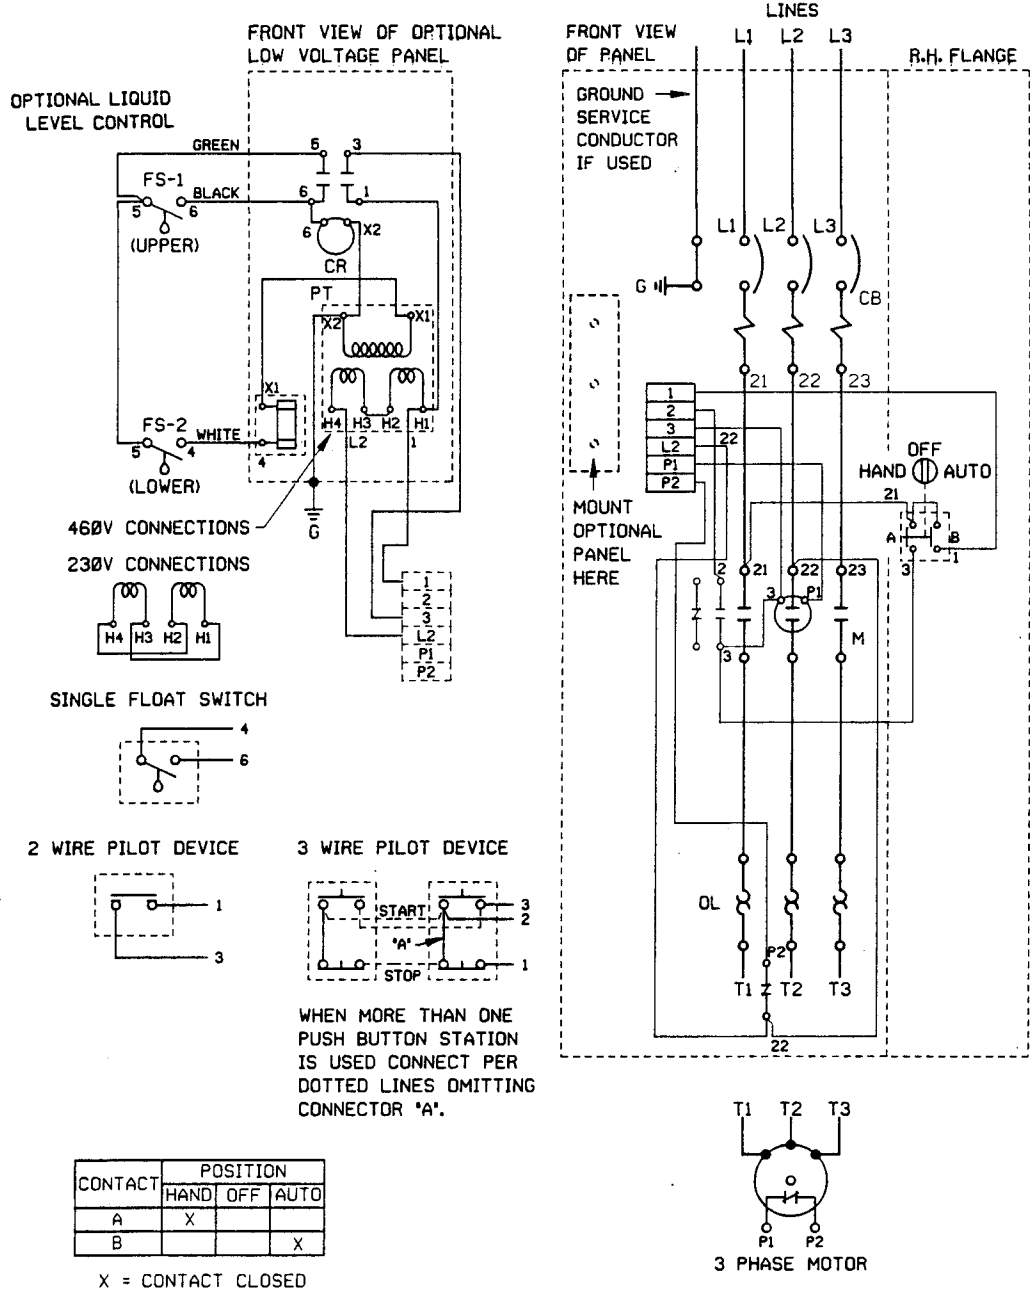 LINES
FRONT VIEW OF OPTIONAL
LOW VOLTAGE PANEL
FRONT VIEW
OF PANEL
L1 L2 L3
R.H. FLANGE
OPTIONAL LIQUID
LEVEL CONTROL
GROUND
SERVICE
CONDUCTOR
IF USED
GREEN
5 3
FS-1
BLACK
5 6
6 1
(UPPER)
6 X2
CR
L1 L2 L3
G
CB
PT
X2 X1
X1
21 22 23
H4 H3 H2 H1
L2 1
FS-2
WHITE
5 4
4
(LOWER)
1
2
3
L2
P1
P2
22
OFF
HAND AUTO
21
A B
3 1
MOUNT
OPTIONAL
PANEL
HERE
460V CONNECTIONS
G
230V CONNECTIONS
H4 H3 H2 H1
1
2
3
L2
P1
P2
2 21 22 23
3 P1
M
3
SINGLE FLOAT SWITCH
4
6
2 WIRE PILOT DEVICE
1
3
3 WIRE PILOT DEVICE
START
3
2
"A"
STOP
1
OL
P2
T1 T2 T3
22
WHEN MORE THAN ONE
PUSH BUTTON STATION
IS USED CONNECT PER
DOTTED LINES OMITTING
CONNECTOR "A".
T1 T2 T3
P1 P2
3 PHASE MOTOR
CONTACT POSITION
HAND OFF AUTO
A X
B X
X = CONTACT CLOSED